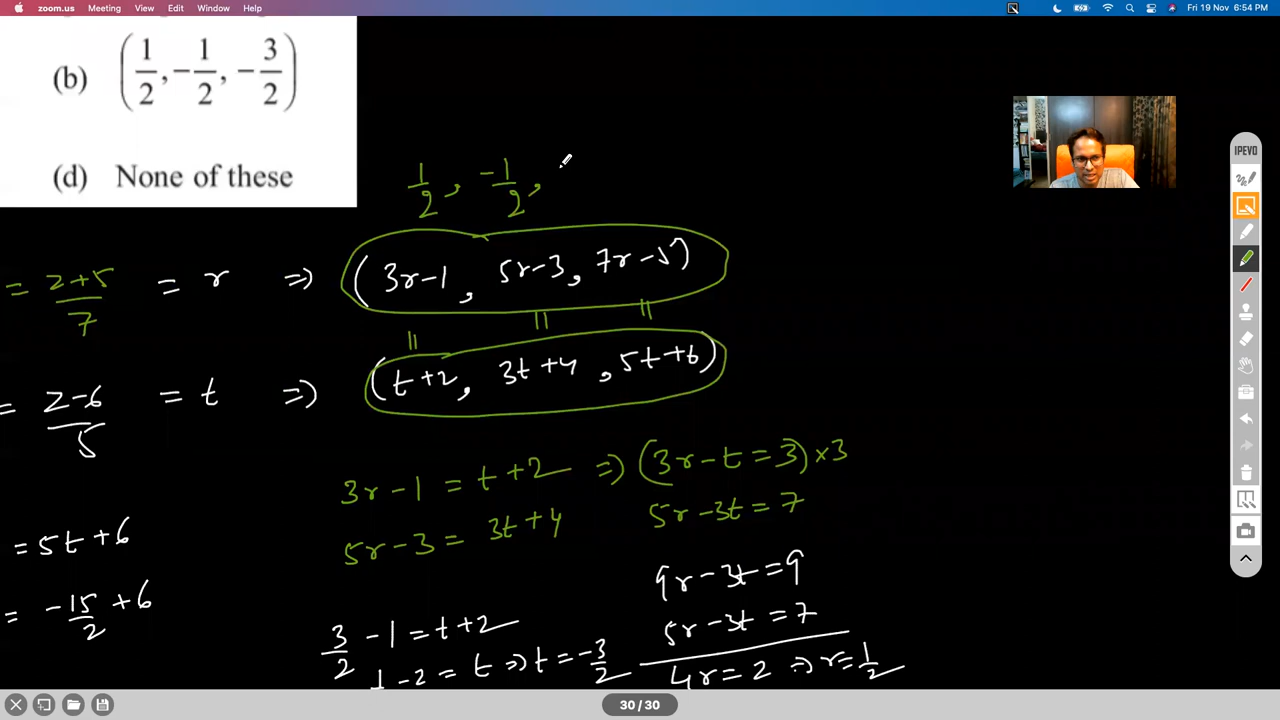 zoom.us Meeting View Edit Window Help Fri 19 Nov 6:54 PM
(b) (1/2, -1/2, -3/2)
(d) None of these
1/2, -1/2,
= z+5/7 = r => (3r-1, 5r-3, 7r-5)
= z-6/5 = t => (t+2, 3t+4, 5t+6)
3r-1 = t+2 => (3r-t=3)×3
5r-3 = 3t+4 5r-3t=7
= 5t+6
= -15/2 +6
9r-3t=9
5r-3t=7
4r=2 => r=1/2
3/2 -1 = t+2
-2 = t => t=-3/2
IPEVO
30 / 30